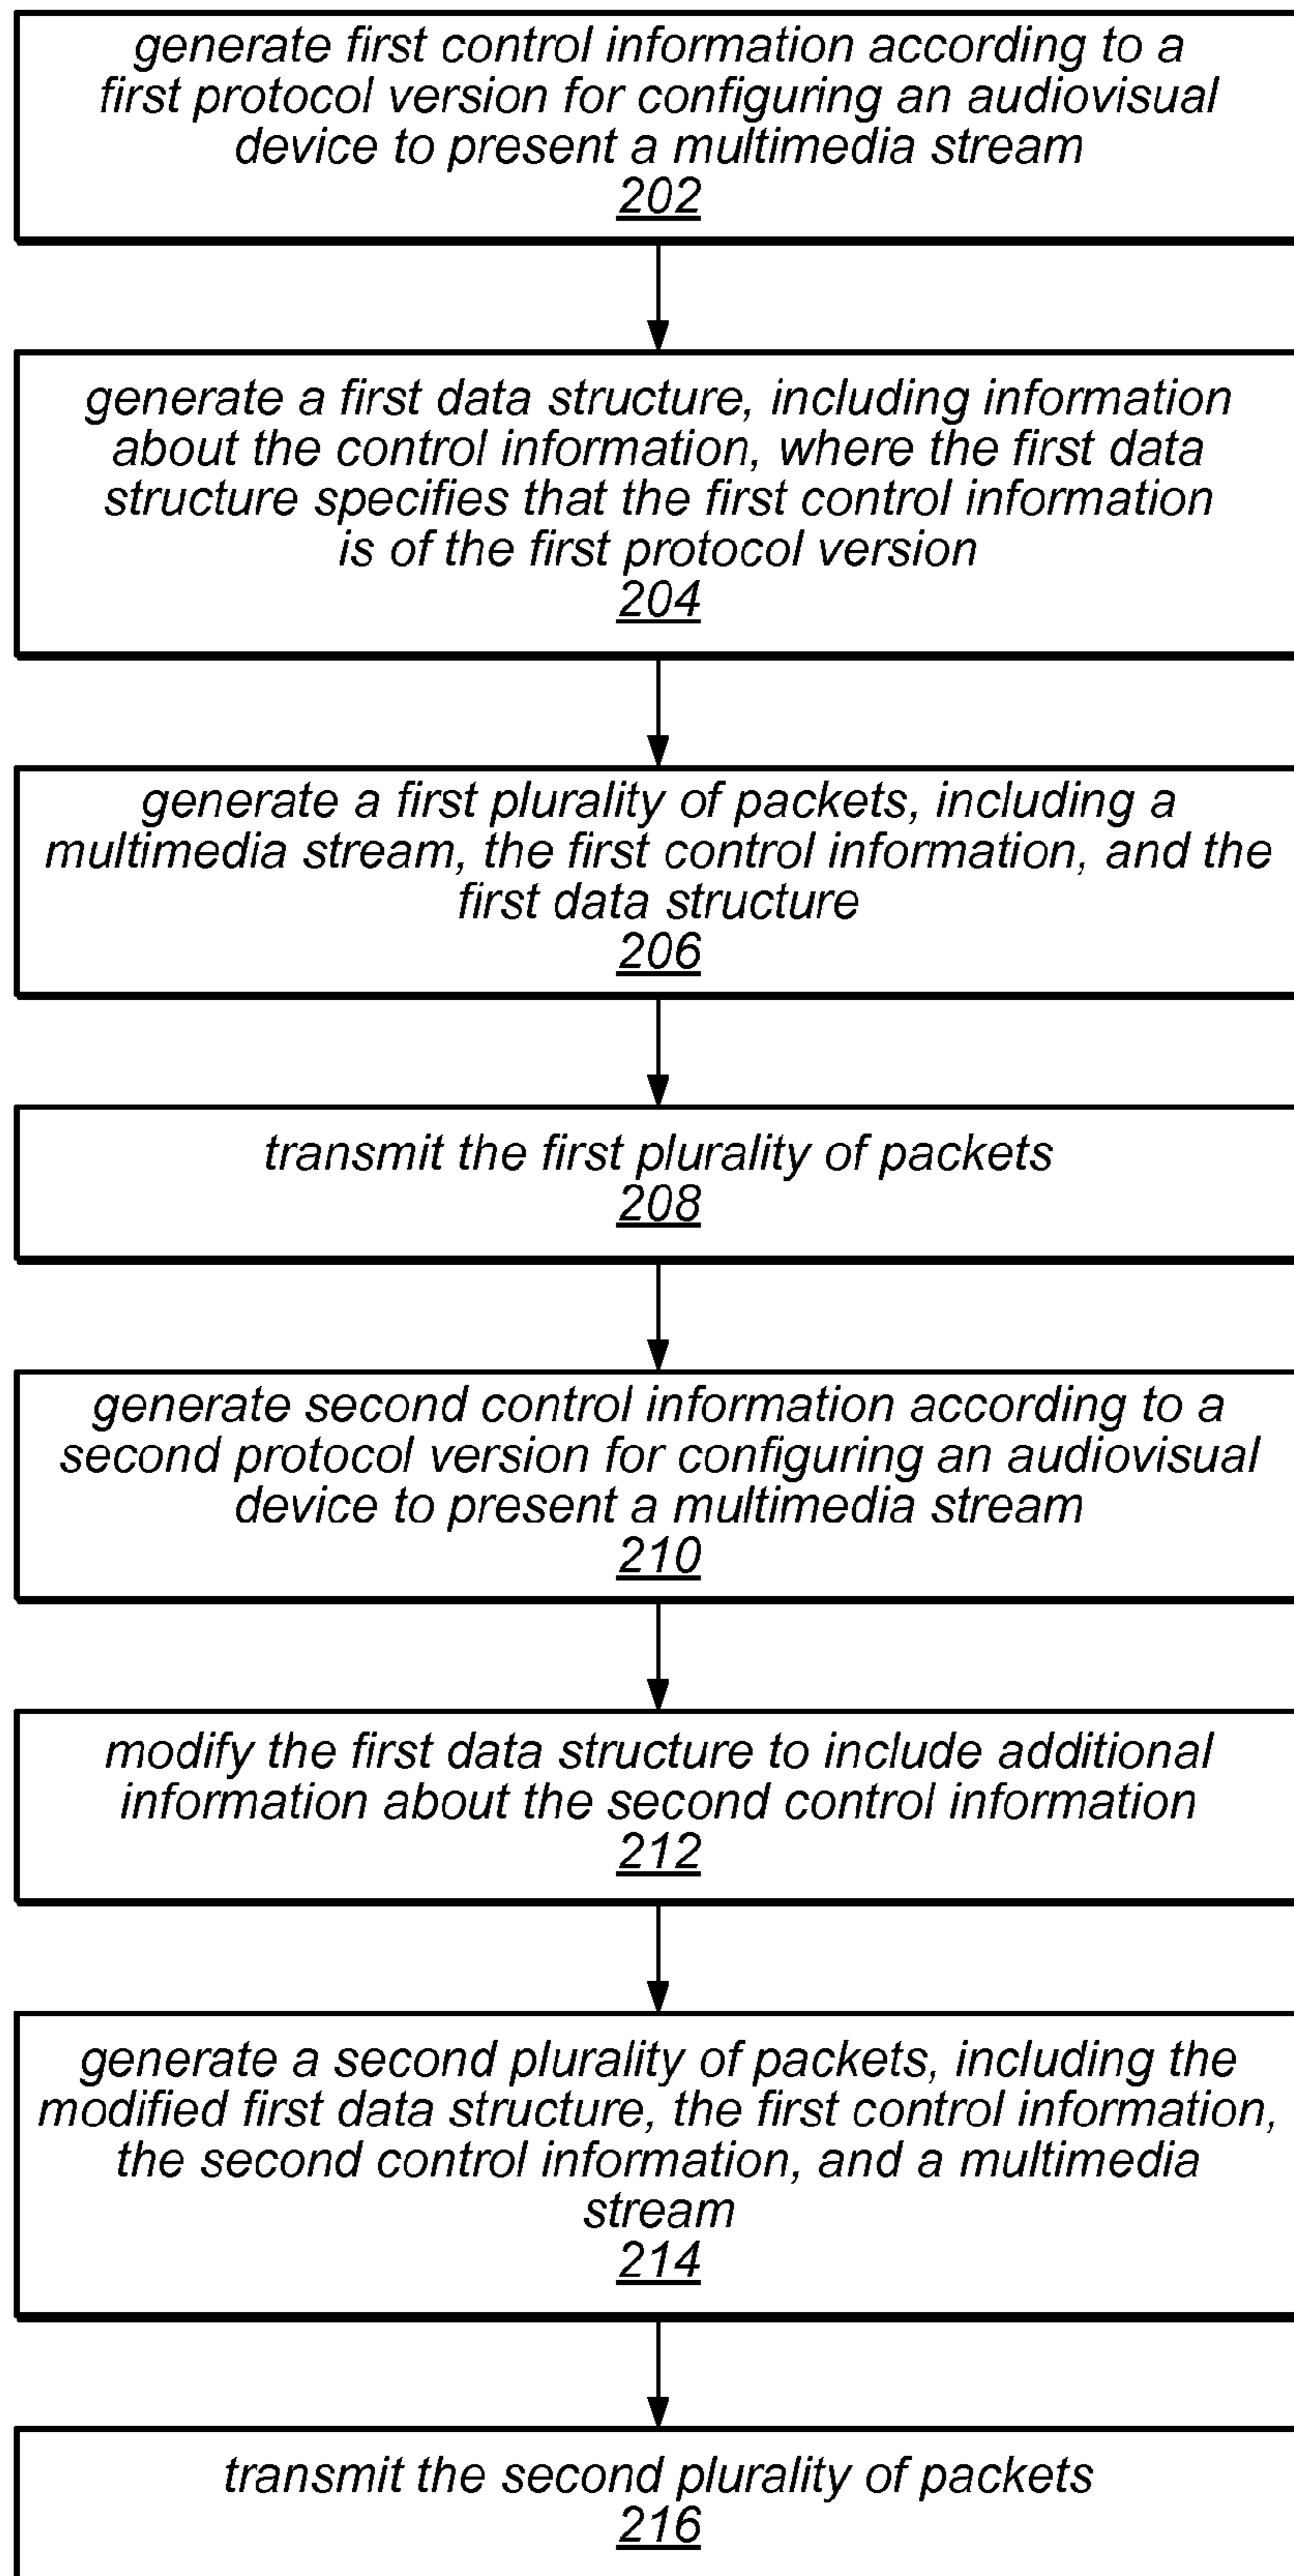 generate first control information according to a
first protocol version for configuring an audiovisual
device to present a multimedia stream
202
generate a first data structure, including information
about the control information, where the first data
structure specifies that the first control information
is of the first protocol version
204
generate a first plurality of packets, including a
multimedia stream, the first control information, and the
first data structure
206
transmit the first plurality of packets
208
generate second control information according to a
second protocol version for configuring an audiovisual
device to present a multimedia stream
210
modify the first data structure to include additional
information about the second control information
212
generate a second plurality of packets, including the
modified first data structure, the first control information,
the second control information, and a multimedia
stream
214
transmit the second plurality of packets
216